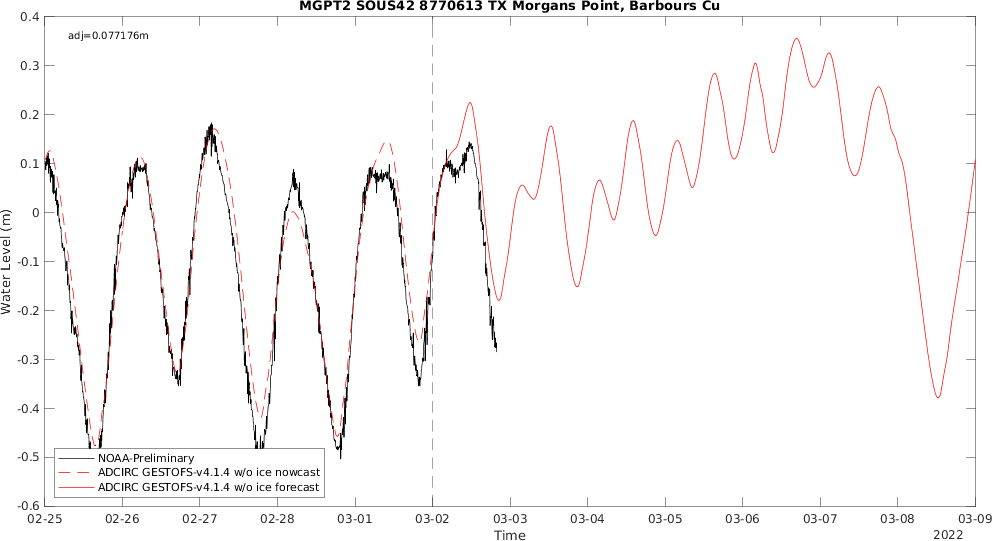 MGPT2 SOUS42 8770613 TX Morgans Point, Barbours Cu
adj=0.077176m
0.4
0.3
0.2
0.1
0
-0.1
-0.2
-0.3
-0.4
-0.5
-0.6
Water Level (m)
NOAA-Preliminary
ADCIRC GESTOFS-v4.1.4 w/o ice nowcast
ADCIRC GESTOFS-v4.1.4 w/o ice forecast
02-25 02-26 02-27 02-28 03-01 03-02 03-03 03-04 03-05 03-06 03-07 03-08 03-09
Time
2022